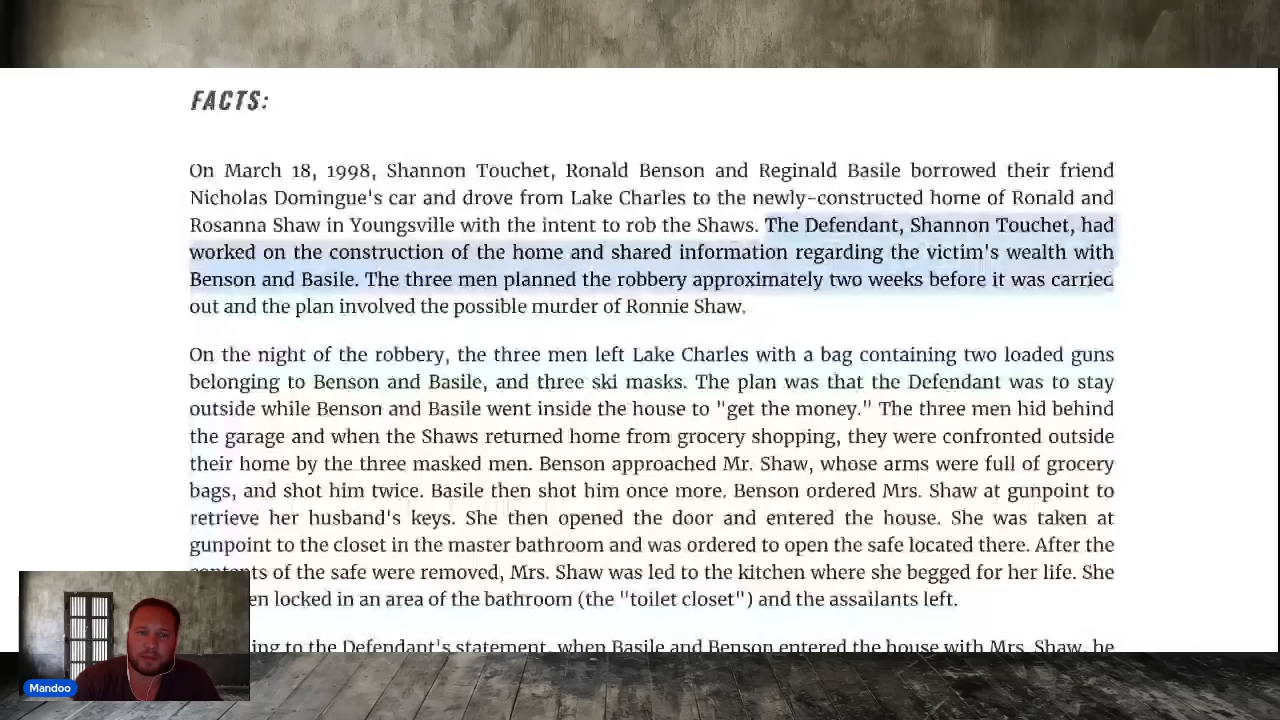 FACTS:
On March 18, 1998, Shannon Touchet, Ronald Benson and Reginald Basile borrowed their friend
Nicholas Domingue's car and drove from Lake Charles to the newly-constructed home of Ronald and
Rosanna Shaw in Youngsville with the intent to rob the Shaws. The Defendant, Shannon Touchet, had
worked on the construction of the home and shared information regarding the victim's wealth with
Benson and Basile. The three men planned the robbery approximately two weeks before it was carried
out and the plan involved the possible murder of Ronnie Shaw.
On the night of the robbery, the three men left Lake Charles with a bag containing two loaded guns
belonging to Benson and Basile, and three ski masks. The plan was that the Defendant was to stay
outside while Benson and Basile went inside the house to "get the money." The three men hid behind
the garage and when the Shaws returned home from grocery shopping, they were confronted outside
their home by the three masked men. Benson approached Mr. Shaw, whose arms were full of grocery
bags, and shot him twice. Basile then shot him once more. Benson ordered Mrs. Shaw at gunpoint to
retrieve her husband's keys. She then opened the door and entered the house. She was taken at
gunpoint to the closet in the master bathroom and was ordered to open the safe located there. After the
contents of the safe were removed, Mrs. Shaw was led to the kitchen where she begged for her life. She
en locked in an area of the bathroom (the "toilet closet") and the assailants left.
ing to the Defendant's statement, when Basile and Benson entered the house with Mrs. Shaw, he
Mandoo